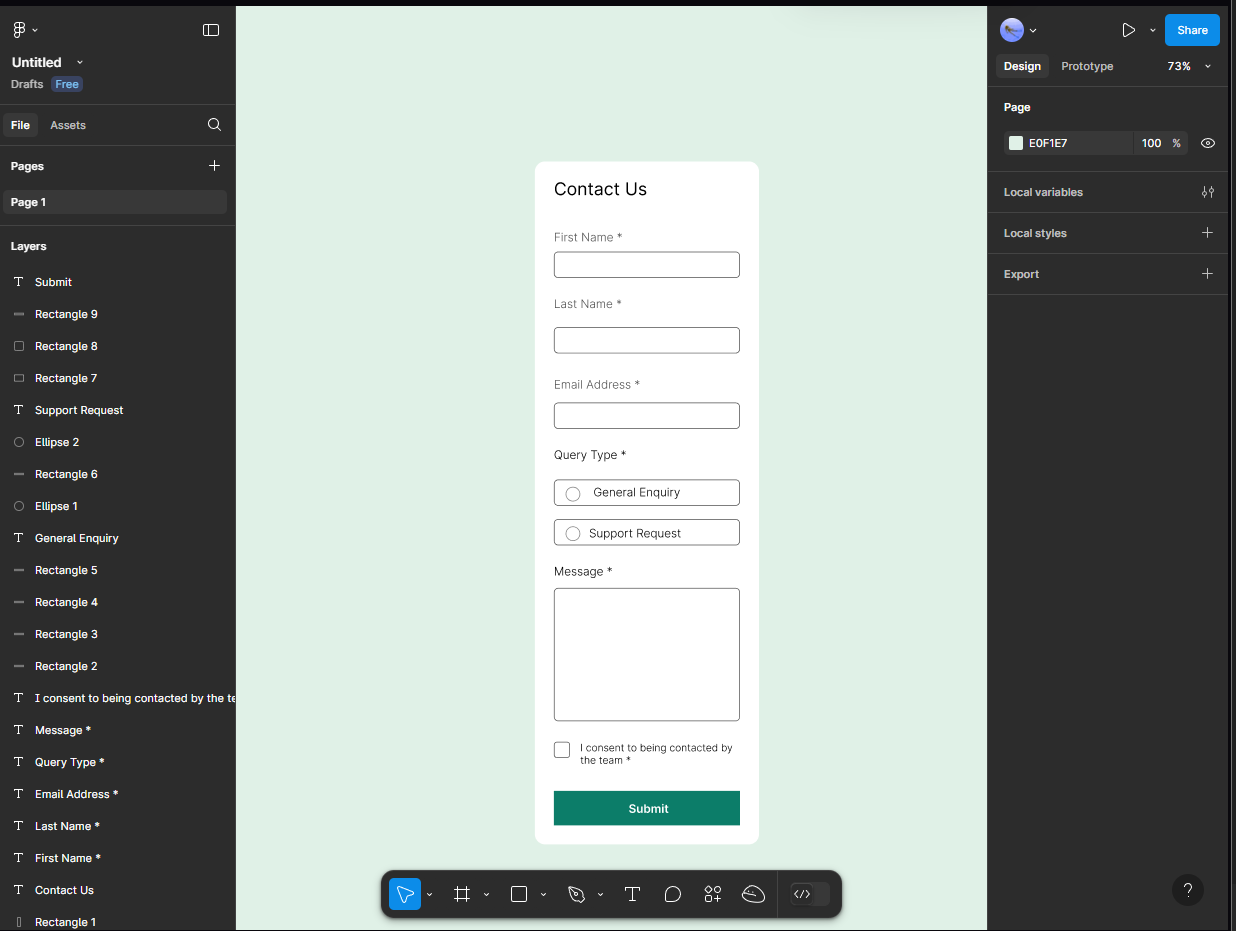 Untitled
Drafts Free
File Assets
Pages
Page 1
Layers
Submit
Rectangle 9
Rectangle 8
Rectangle 7
Support Request
Ellipse 2
Rectangle 6
Ellipse 1
General Enquiry
Rectangle 5
Rectangle 4
Rectangle 3
Rectangle 2
I consent to being contacted by the te
Message *
Query Type *
Email Address *
Last Name *
First Name *
Contact Us
Rectangle 1
Contact Us
First Name *
Last Name *
Email Address *
Query Type *
General Enquiry
Support Request
Message *
I consent to being contacted by
the team *
Submit
Share
Design Prototype 73%
Page
E0F1E7 100 %
Local variables
Local styles
Export
?